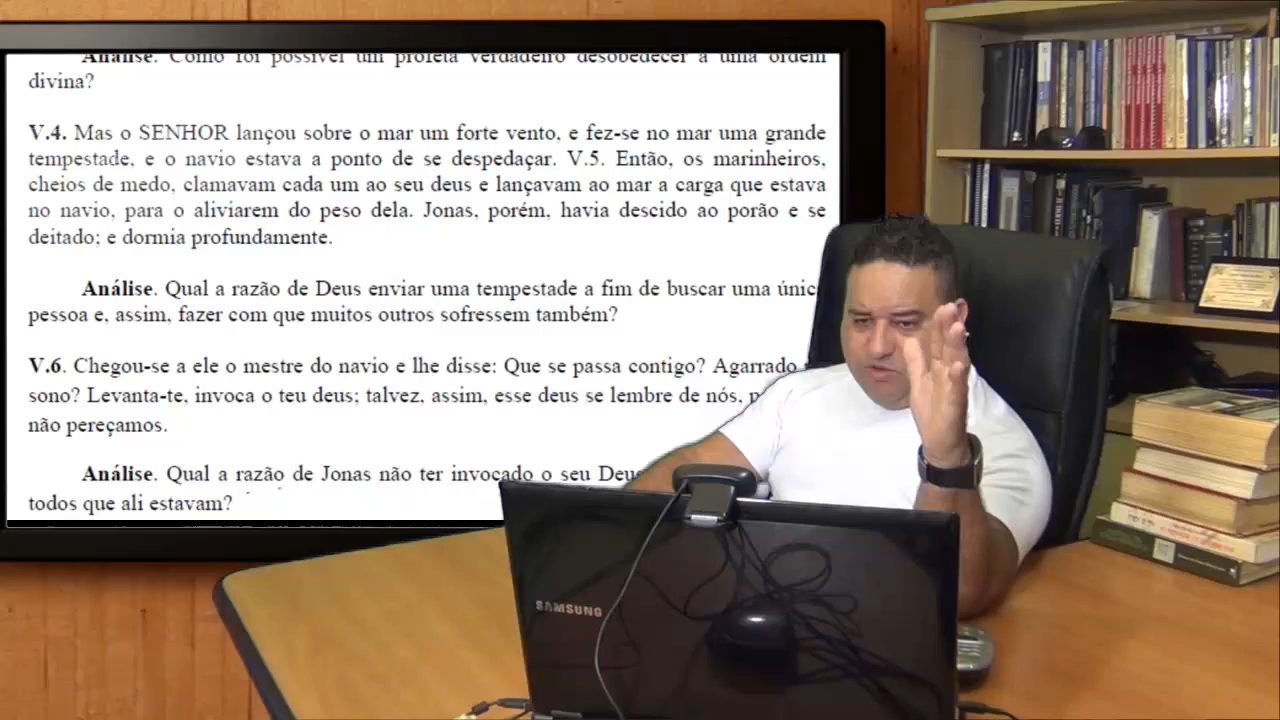 Análise. Como foi possível um profeta verdadeiro desobedecer a uma ordem
divina?
V.4. Mas o SENHOR lançou sobre o mar um forte vento, e fez-se no mar uma grande
tempestade, e o navio estava a ponto de se despedaçar. V.5. Então, os marinheiros,
cheios de medo, clamavam cada um ao seu deus e lançavam ao mar a carga que estava
no navio, para o aliviarem do peso dela. Jonas, porém, havia descido ao porão e se
deitado; e dormia profundamente.
Análise. Qual a razão de Deus enviar uma tempestade a fim de buscar uma únic
pessoa e, assim, fazer com que muitos outros sofressem também?
V.6. Chegou-se a ele o mestre do navio e lhe disse: Que se passa contigo? Agarrado
sono? Levanta-te, invoca o teu deus; talvez, assim, esse deus se lembre de nós,
não pereçamos.
Análise. Qual a razão de Jonas não ter invocado o seu Deus
todos que ali estavam?
SAMSUNG